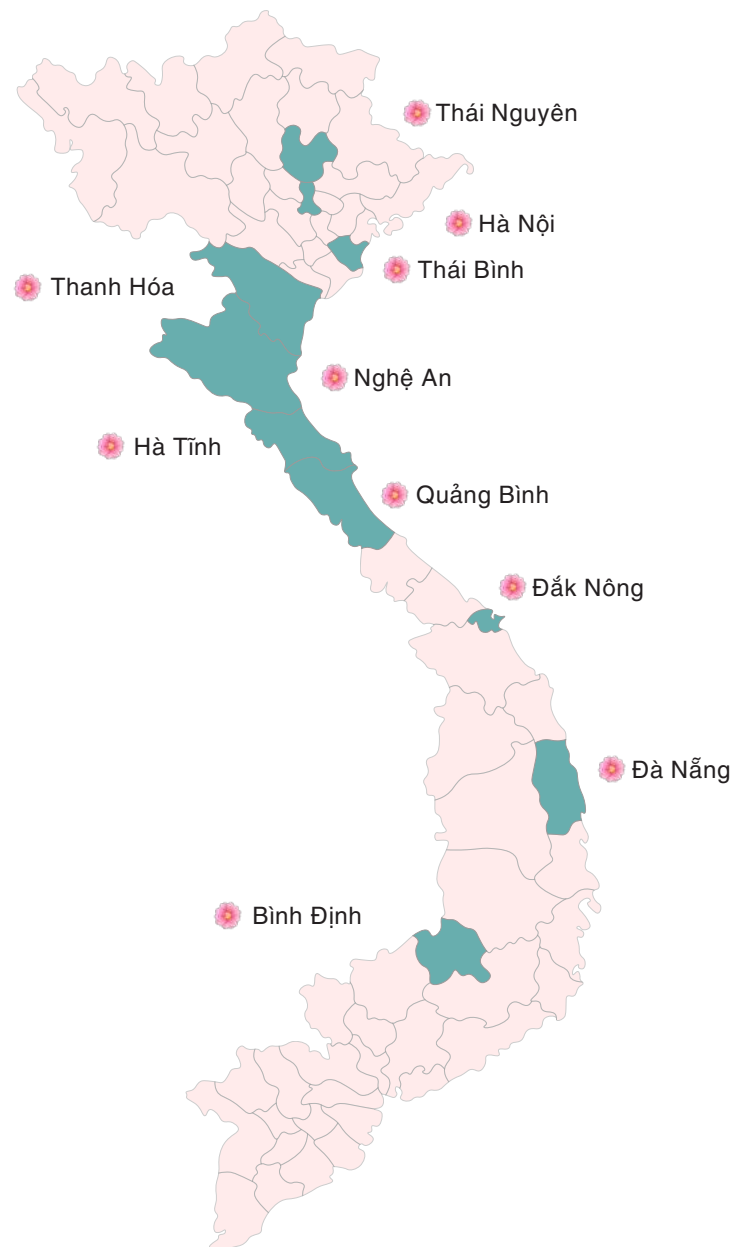 Thái Nguyên
Hà Nội
Thái Bình
Thanh Hóa
Nghệ An
Hà Tĩnh
Quảng Bình
Đắk Nông
Đà Nẵng
Bình Định